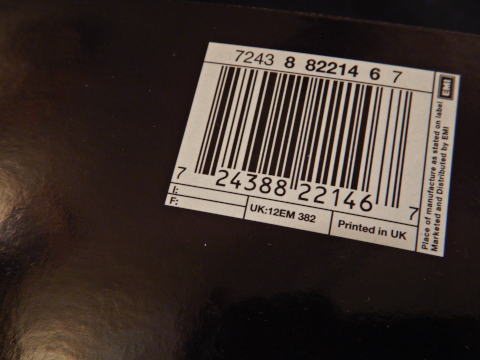 7243 8 82214 6 7
7 24388 22146 7
I:
F:
UK:12EM 382
Printed in UK
EMI
Place of manufacture as stated on label
Marketed and Distributed by EMI